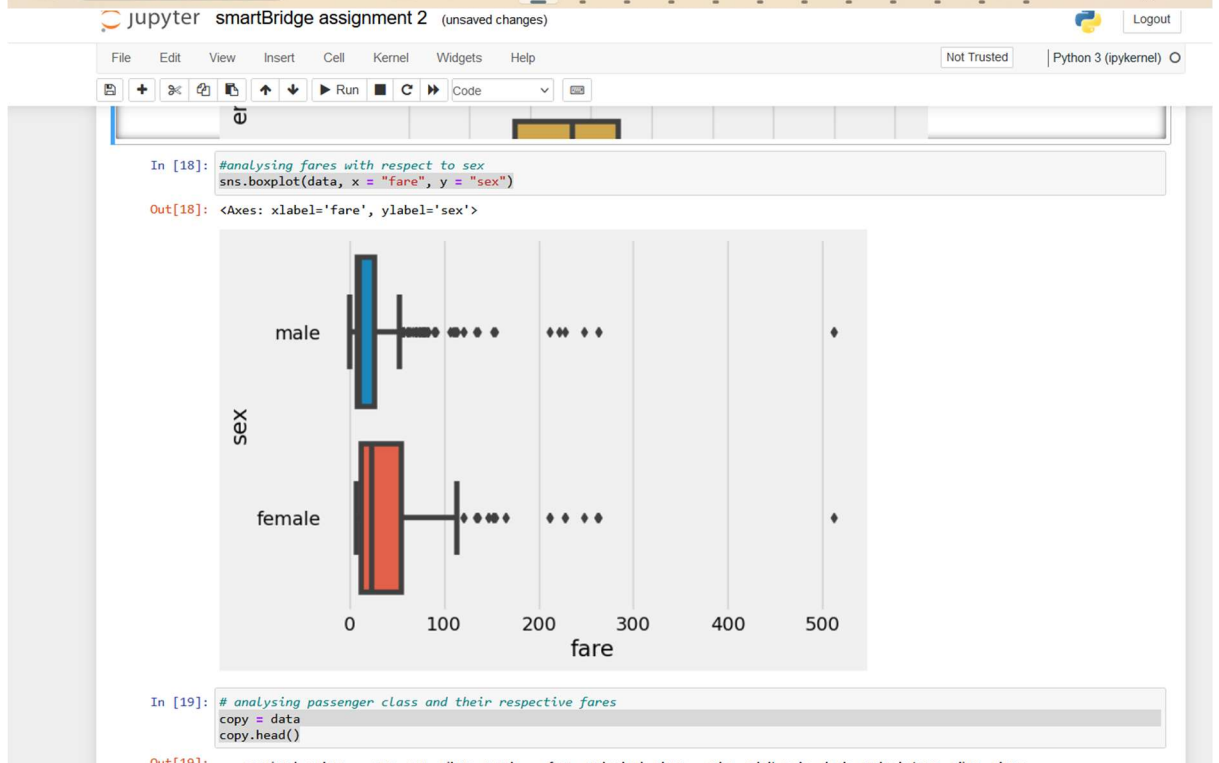 jupyter smartBridge assignment 2 (unsaved changes)
Logout
File Edit View Insert Cell Kernel Widgets Help
Not Trusted
Python 3 (ipykernel)
Run
Code
In [18]: #analysing fares with respect to sex
sns.boxplot(data, x = "fare", y = "sex")
Out[18]: <Axes: xlabel='fare', ylabel='sex'>
male
sex
female
0 100 200 300 400 500
fare
In [19]: # analysing passenger class and their respective fares
copy = data
copy.head()
Out[19]: